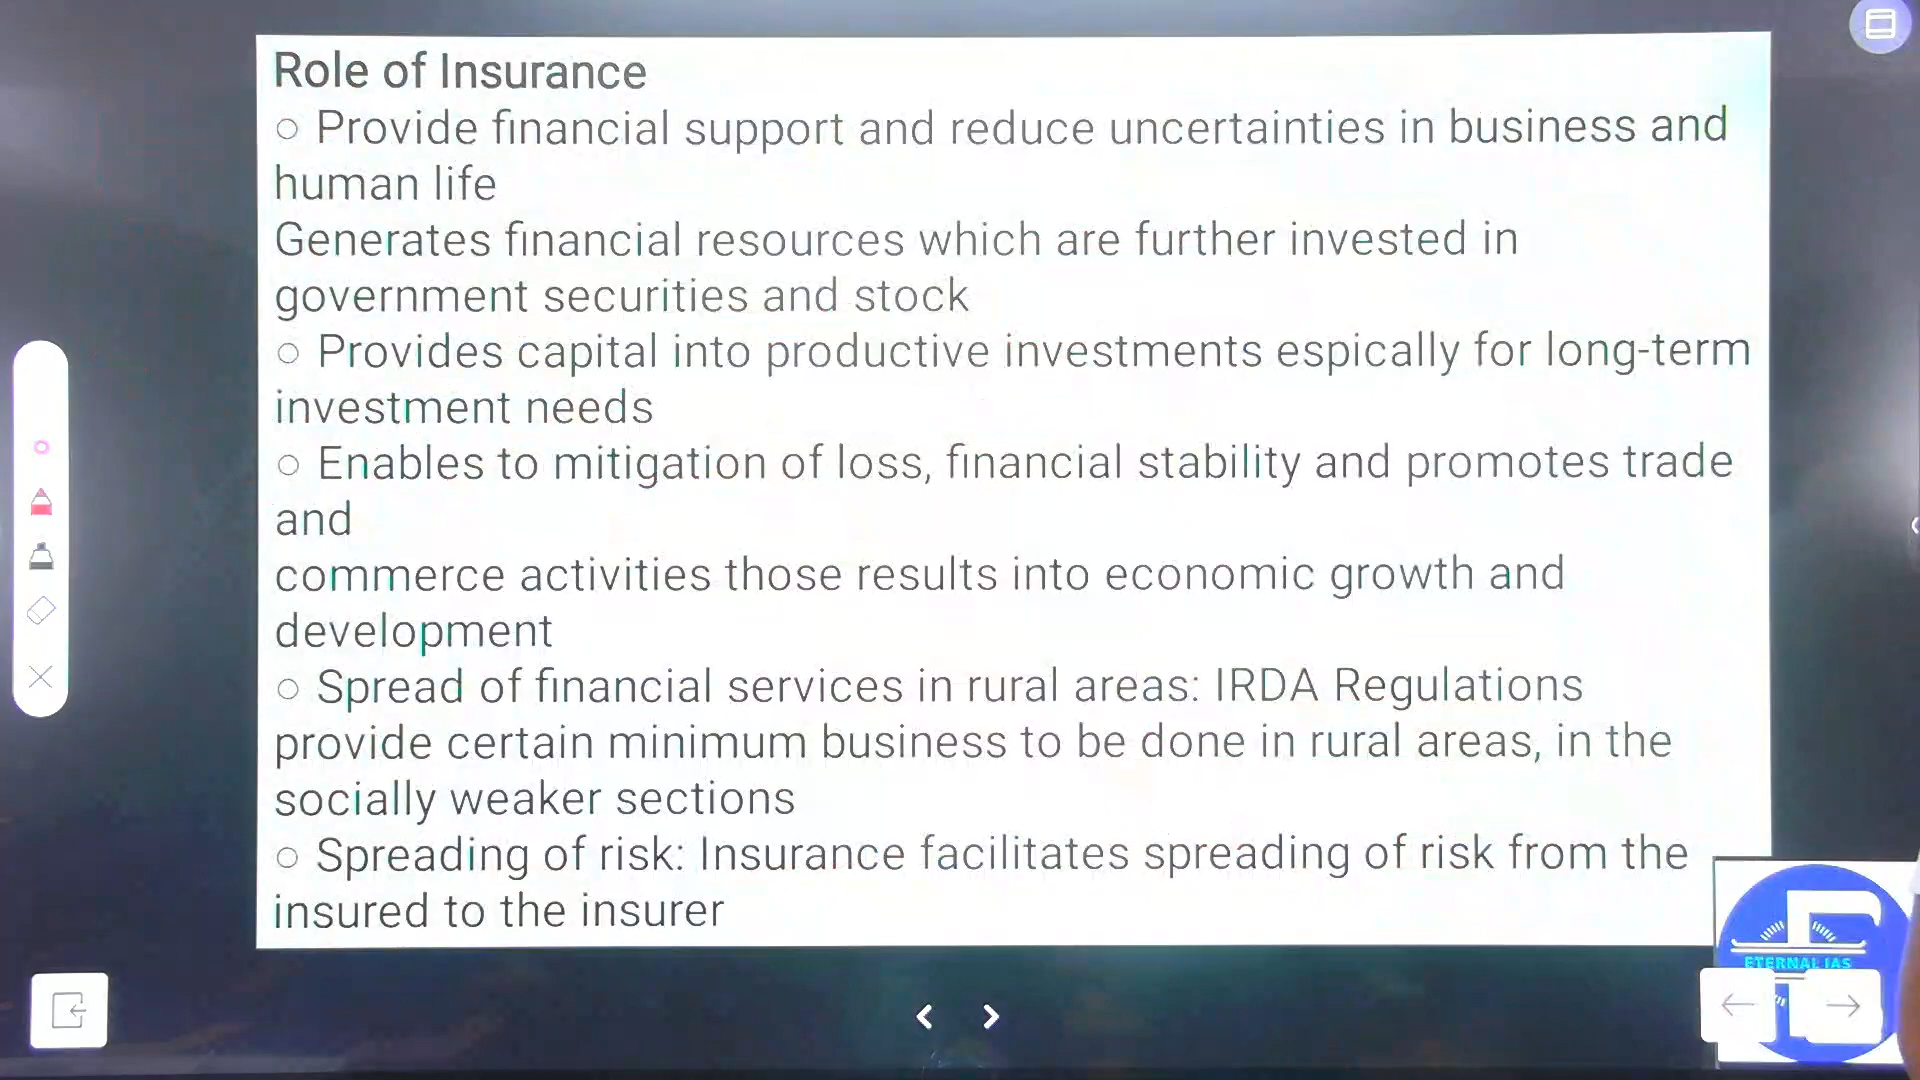 Role of Insurance
○ Provide financial support and reduce uncertainties in business and
human life
Generates financial resources which are further invested in
government securities and stock
○ Provides capital into productive investments espically for long-term
investment needs
○ Enables to mitigation of loss, financial stability and promotes trade
and
commerce activities those results into economic growth and
development
○ Spread of financial services in rural areas: IRDA Regulations
provide certain minimum business to be done in rural areas, in the
socially weaker sections
○ Spreading of risk: Insurance facilitates spreading of risk from the
insured to the insurer
ETERNAL IAS